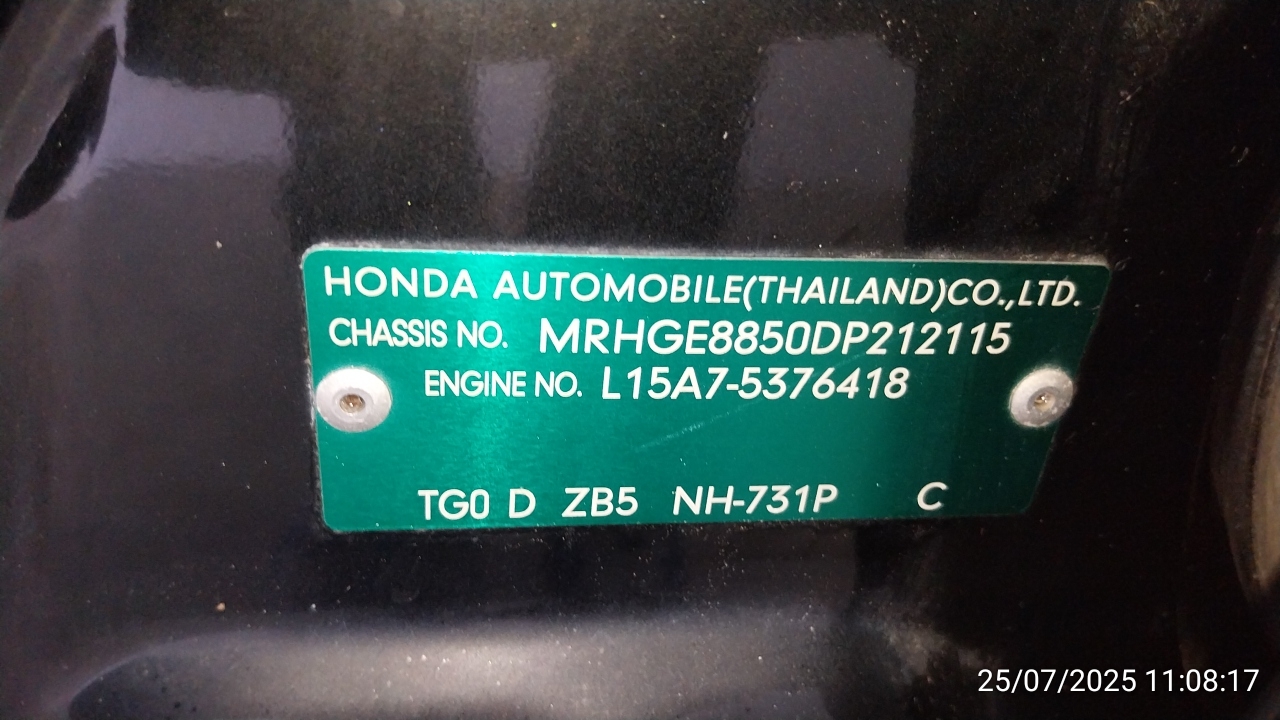 HONDA AUTOMOBILE(THAILAND)CO.,LTD.
CHASSIS NO. MRHGE8850DP212115
ENGINE NO. L15A7-5376418
TG0 D ZB5 NH-731P C
25/07/2025 11:08:17